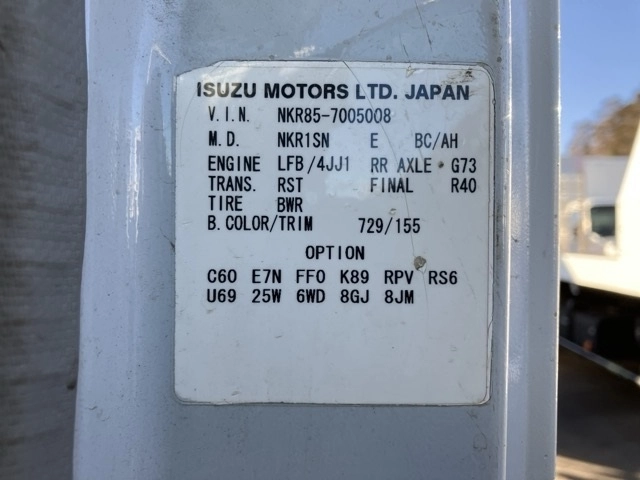 ISUZU MOTORS LTD. JAPAN
V.I.N. NKR85-7005008
M.D. NKR1SN E BC/AH
ENGINE LFB/4JJ1 RR AXLE G73
TRANS. RST FINAL R40
TIRE BWR
B.COLOR/TRIM 729/155
OPTION
C60 E7N FF0 K89 RPV RS6
U69 25W 6WD 8GJ 8JM